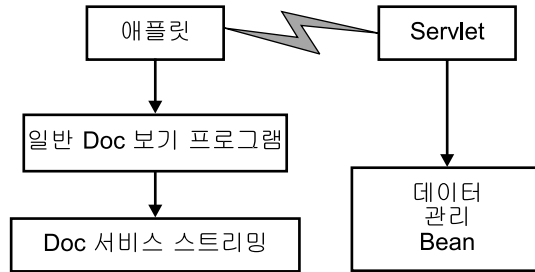 애플릿
Servlet
일반 Doc 보기 프로그램
데이터
관리
Bean
Doc 서비스 스트리밍